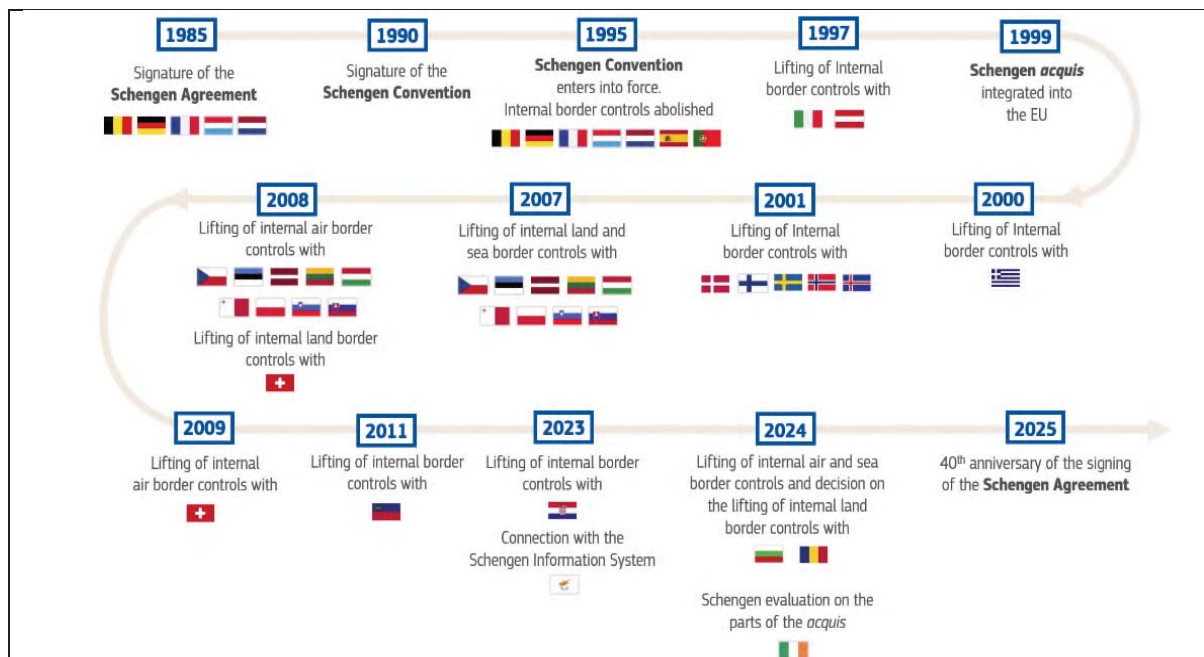 1985
Signature of the
Schengen Agreement
1990
Signature of the
Schengen Convention
1995
Schengen Convention
enters into force.
Internal border controls abolished
1997
Lifting of Internal
border controls with
1999
Schengen acquis
integrated into
the EU
2008
Lifting of internal air border
controls with
Lifting of internal land border
controls with
2007
Lifting of internal land and
sea border controls with
2001
Lifting of Internal
border controls with
2000
Lifting of Internal
border controls with
2009
Lifting of internal
air border controls with
2011
Lifting of internal border
controls with
2023
Lifting of internal border
controls with
Connection with the
Schengen Information System
2024
Lifting of internal air and sea
border controls and decision on
the lifting of internal land
border controls with
Schengen evaluation on the
parts of the acquis
2025
40th anniversary of the signing
of the Schengen Agreement